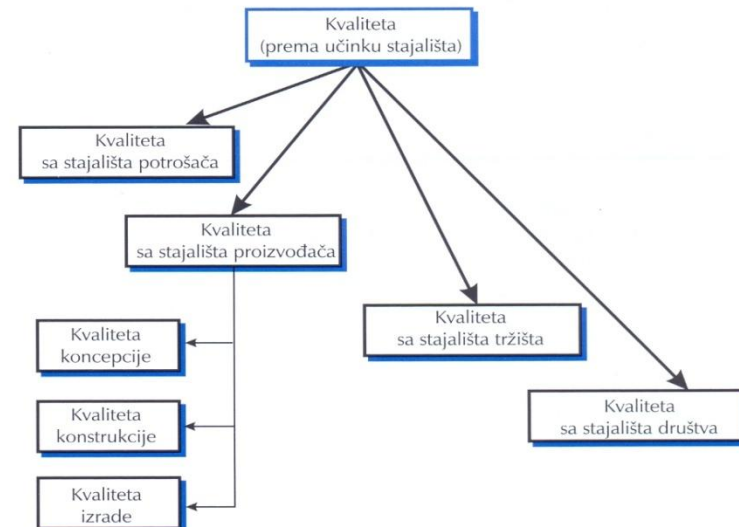 Kvaliteta
(prema učinku stajališta)
Kvaliteta
sa stajališta potrošača
Kvaliteta
sa stajališta proizvođača
Kvaliteta
koncepcije
Kvaliteta
sa stajališta tržišta
Kvaliteta
konstrukcije
Kvaliteta
sa stajališta društva
Kvaliteta
izrade